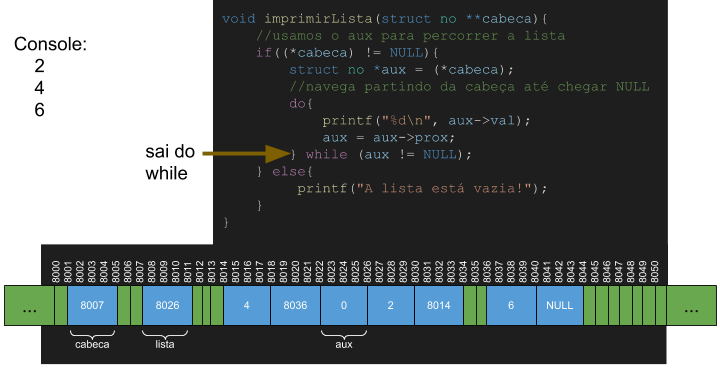 Console:
2
4
6
void imprimirLista(struct no **cabeca){
//usamos o aux para percorrer a lista
if((*cabeca) != NULL){
struct no *aux = (*cabeca);
//navega partindo da cabeça até chegar NULL
do{
printf("%d\n", aux->val);
aux = aux->prox;
} while (aux != NULL);
} else{
printf("A lista está vazia!");
}
}
sai do
while
8000 8001 8002 8003 8004 8005 8006 8007 8008 8009 8010 8011 8012 8013 8014 8015 8016 8017 8018 8019 8020 8021 8022 8023 8024 8025 8026 8027 8028 8029 8030 8031 8032 8033 8034 8035 8036 8037 8038 8039 8040 8041 8042 8043 8044 8045 8046 8047 8048 8049 8050
... 8007 8026 4 8036 0 2 8014 6 NULL ...
cabeca lista aux